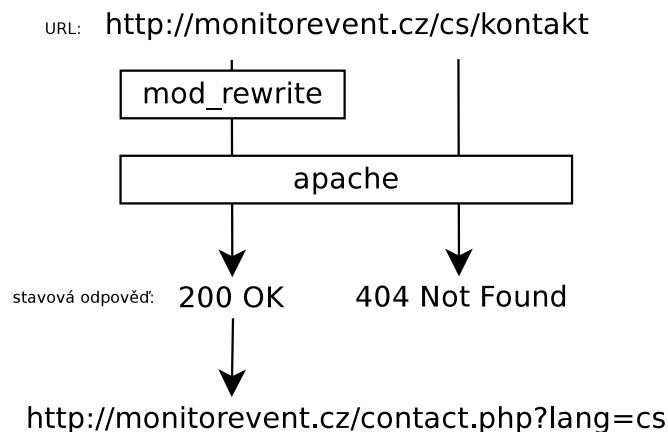 URL: http://monitorevent.cz/cs/kontakt
mod_rewrite
apache
stavová odpověď: 200 OK 404 Not Found
http://monitorevent.cz/contact.php?lang=cs